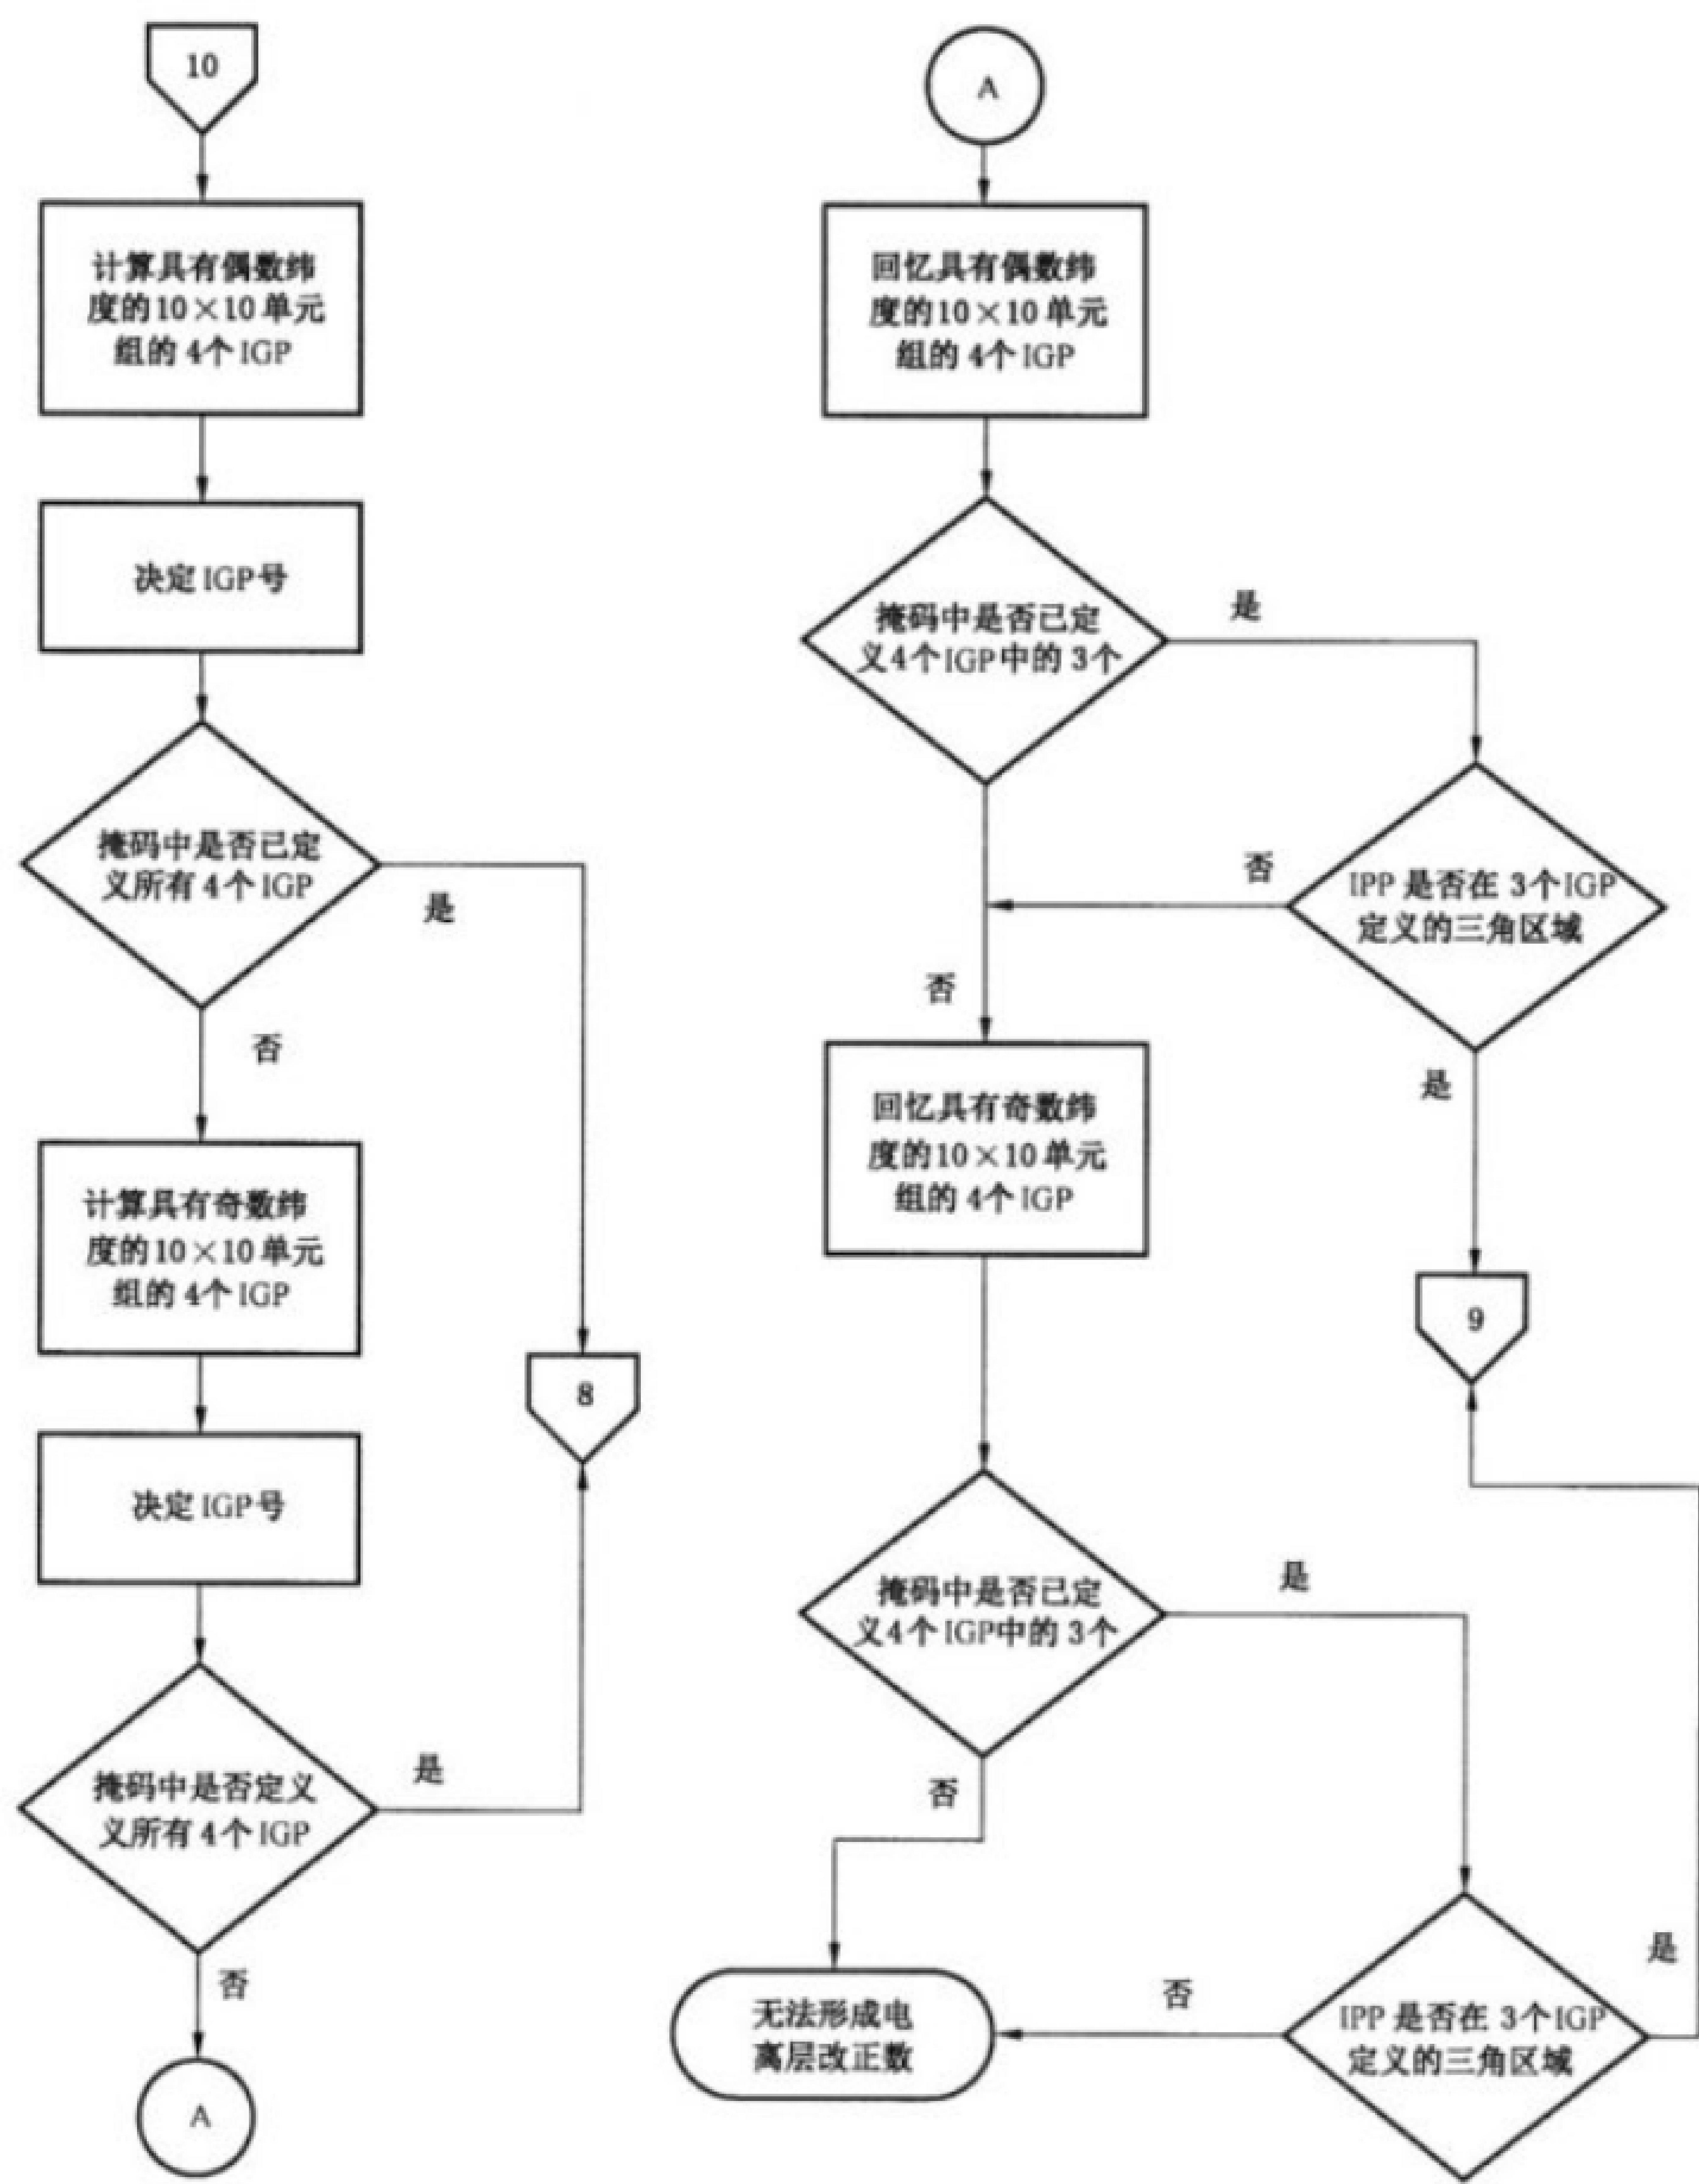 10
计算具有偶数纬
度的10×10单元
组的4个IGP
决定IGP号
掩码中是否已定
义所有4个IGP
是
否
计算具有奇数纬
度的10×10单元
组的4个IGP
8
决定IGP号
掩码中是否定义
义所有4个IGP
是
否
A
A
回忆具有偶数纬
度的10×10单元
组的4个IGP
掩码中是否已定
义4个IGP中的3个
是
IPP是否在3个IGP
定义的三角区域
否
否
是
回忆具有奇数纬
度的10×10单元
组的4个IGP
9
掩码中是否已定
义4个IGP中的3个
是
否
IPP是否在3个IGP
定义的三角区域
是
否
无法形成电
离层改正数